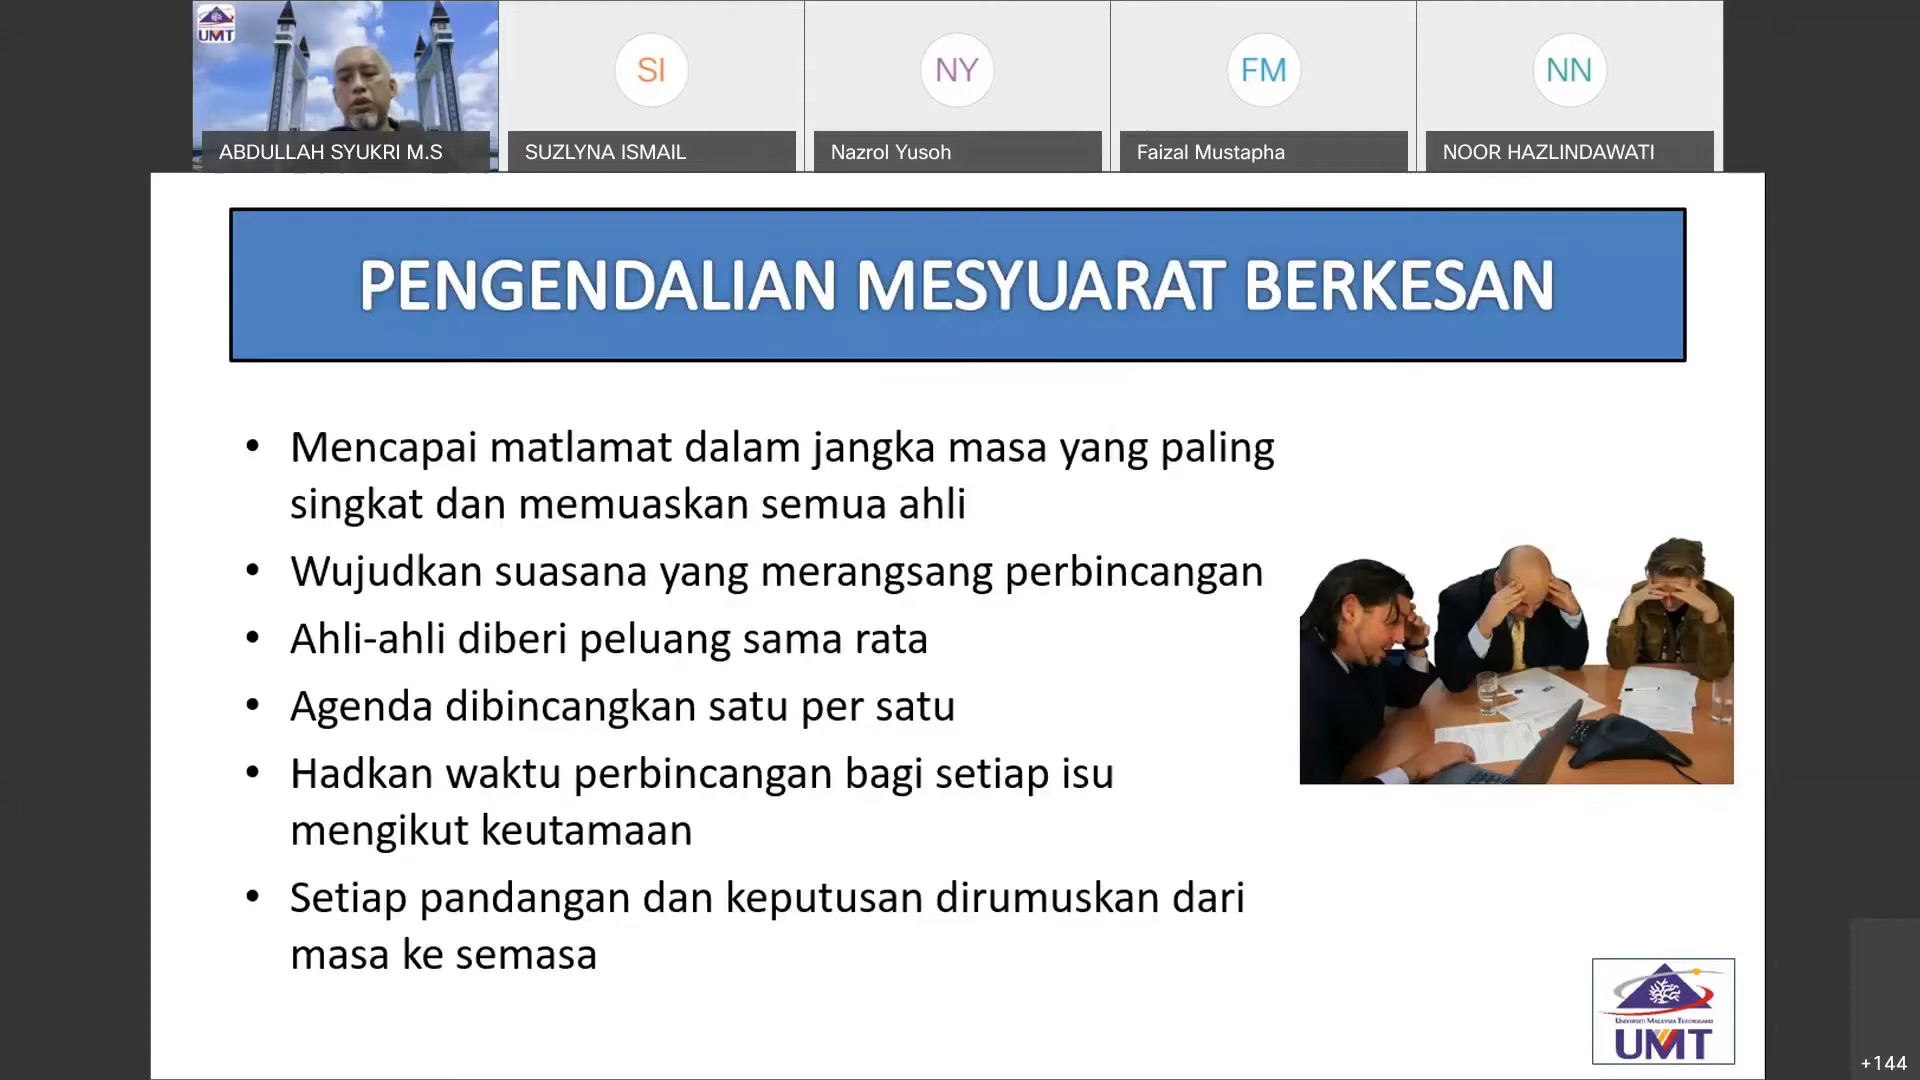 UMT
SI
NY
FM
NN
ABDULLAH SYUKRI M.S
SUZLYNA ISMAIL
Nazrol Yusoh
Faizal Mustapha
NOOR HAZLINDAWATI
PENGENDALIAN MESYUARAT BERKESAN
• Mencapai matlamat dalam jangka masa yang paling
singkat dan memuaskan semua ahli
• Wujudkan suasana yang merangsang perbincangan
• Ahli-ahli diberi peluang sama rata
• Agenda dibincangkan satu per satu
• Hadkan waktu perbincangan bagi setiap isu
mengikut keutamaan
• Setiap pandangan dan keputusan dirumuskan dari
masa ke semasa
UNIVERSITI MALAYSIA TERENGGANU
UMT
+144